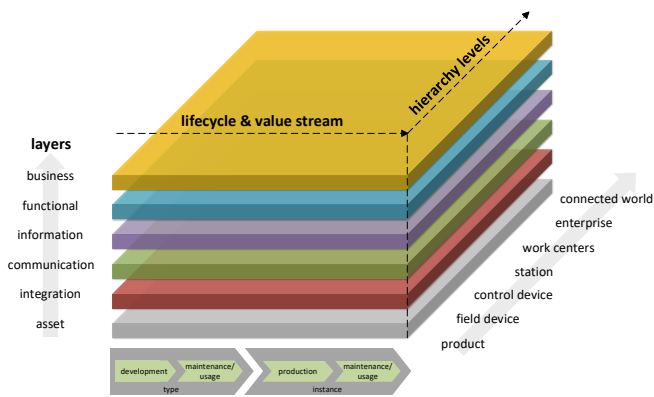 hierarchy levels
lifecycle & value stream
layers
business
functional
information
communication
integration
asset
connected world
enterprise
work centers
station
control device
field device
product
development
maintenance/
usage
production
maintenance/
usage
type
instance